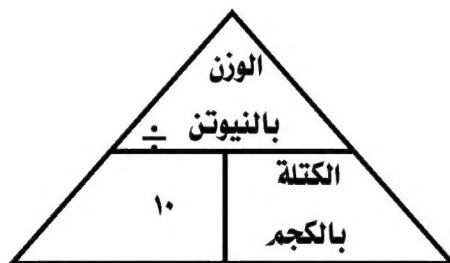 الوزن
بالنيوتن
÷
الكتلة
١٠
بالكجم